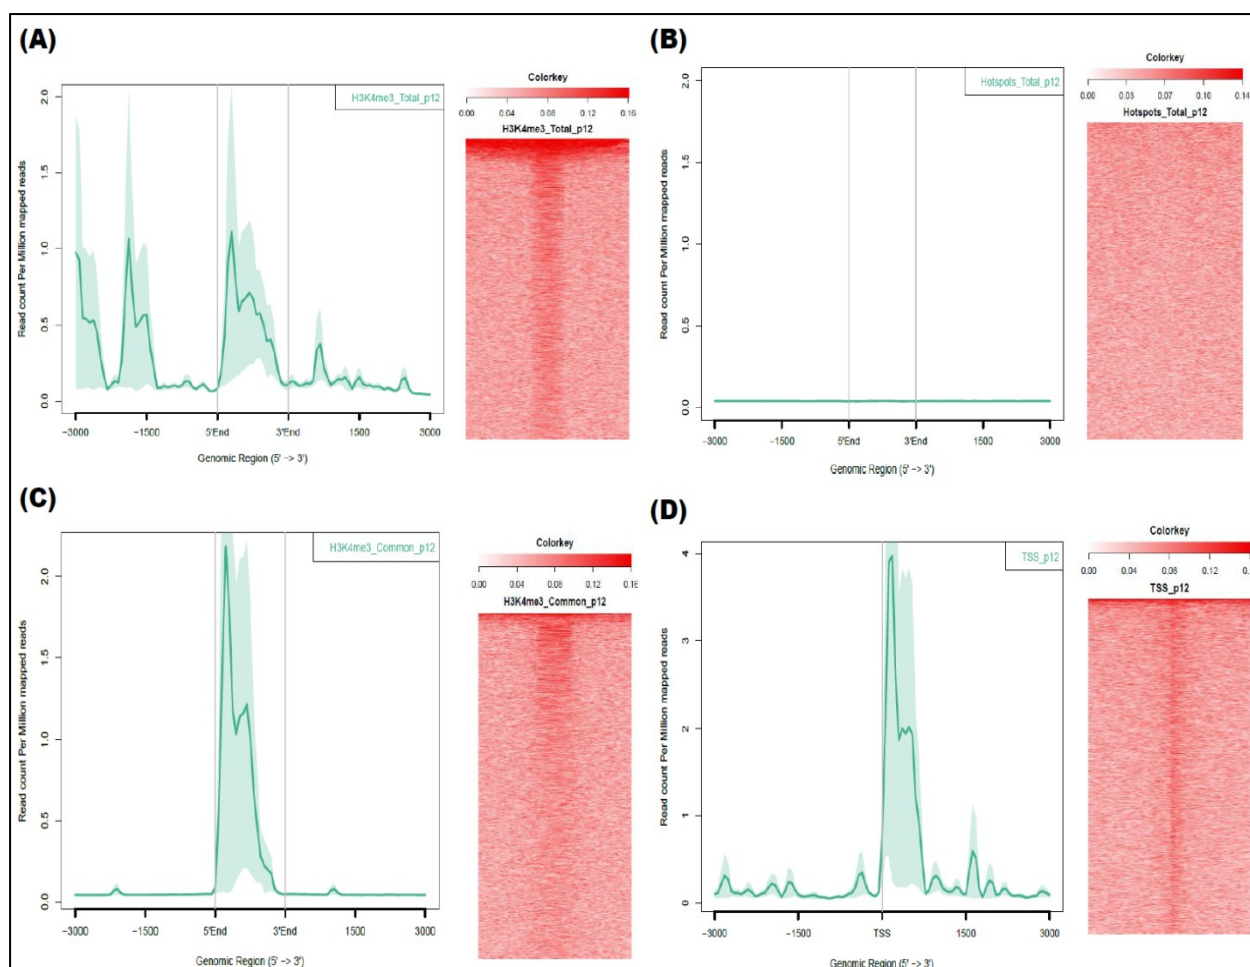 (A)
H3K4me3_Total_p12
Read count Per Million mapped reads
2.0
1.5
1.0
0.5
0.0
−3000 −1500 5'End 3'End 1500 3000
Genomic Region (5' −> 3')
Colorkey
0.00 0.04 0.08 0.12 0.16
H3K4me3_Total_p12
(B)
Hotspots_Total_p12
Read count Per Million mapped reads
2.0
1.5
1.0
0.5
0.0
−3000 −1500 5'End 3'End 1500 3000
Genomic Region (5' −> 3')
Colorkey
0.00 0.03 0.07 0.10 0.14
Hotspots_Total_p12
(C)
H3K4me3_Common_p12
Read count Per Million mapped reads
2.0
1.5
1.0
0.5
0.0
−3000 −1500 5'End 3'End 1500 3000
Genomic Region (5' −> 3')
Colorkey
0.00 0.04 0.08 0.12 0.16
H3K4me3_Common_p12
(D)
TSS_p12
Read count Per Million mapped reads
4
3
2
1
0
−3000 −1500 TSS 1500 3000
Genomic Region (5' −> 3')
Colorkey
0.00 0.04 0.08 0.12
TSS_p12